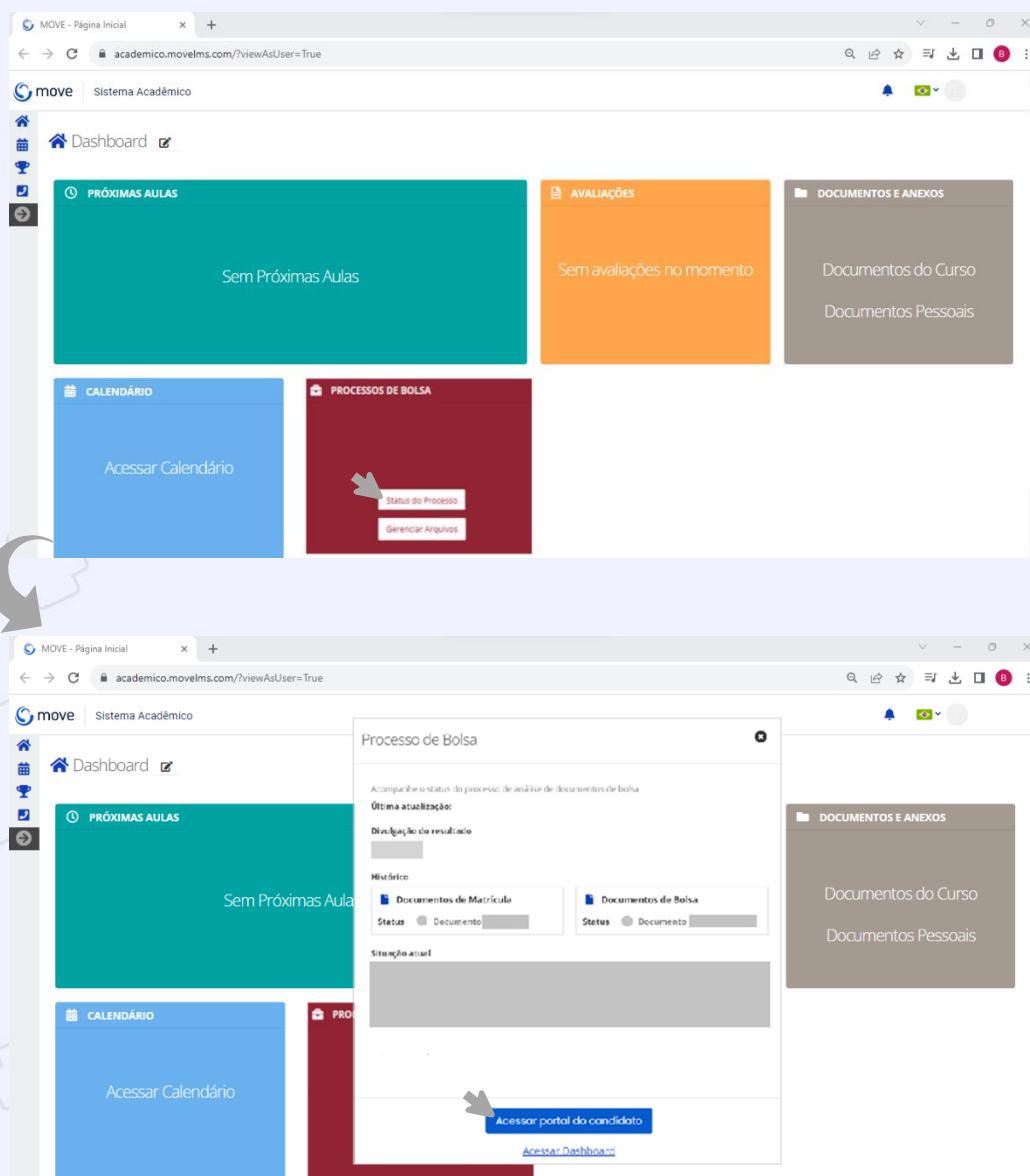 MOVE - Página Inicial
academico.movelms.com/?viewAsUser=True
B
move Sistema Acadêmico
Dashboard
PRÓXIMAS AULAS
Sem Próximas Aulas
AVALIAÇÕES
Sem avaliações no momento
DOCUMENTOS E ANEXOS
Documentos do Curso
Documentos Pessoais
CALENDÁRIO
Acessar Calendário
PROCESSOS DE BOLSA
Status do Processo
Gerenciar Arquivos
MOVE - Página Inicial
academico.movelms.com/?viewAsUser=True
B
move Sistema Acadêmico
Dashboard
PRÓXIMAS AULAS
Sem Próximas Aula
Processo de Bolsa
Acompanhe o status do processo de análise de documentos de bolsa
Última atualização:
Divulgação do resultado
Histórico
Documentos de Matrícula
Status Documento
Documentos de Bolsa
Status Documento
Situação atual
Acessar portal do candidato
Acessar Dashboard
DOCUMENTOS E ANEXOS
Documentos do Curso
Documentos Pessoais
CALENDÁRIO
Acessar Calendário
PRO